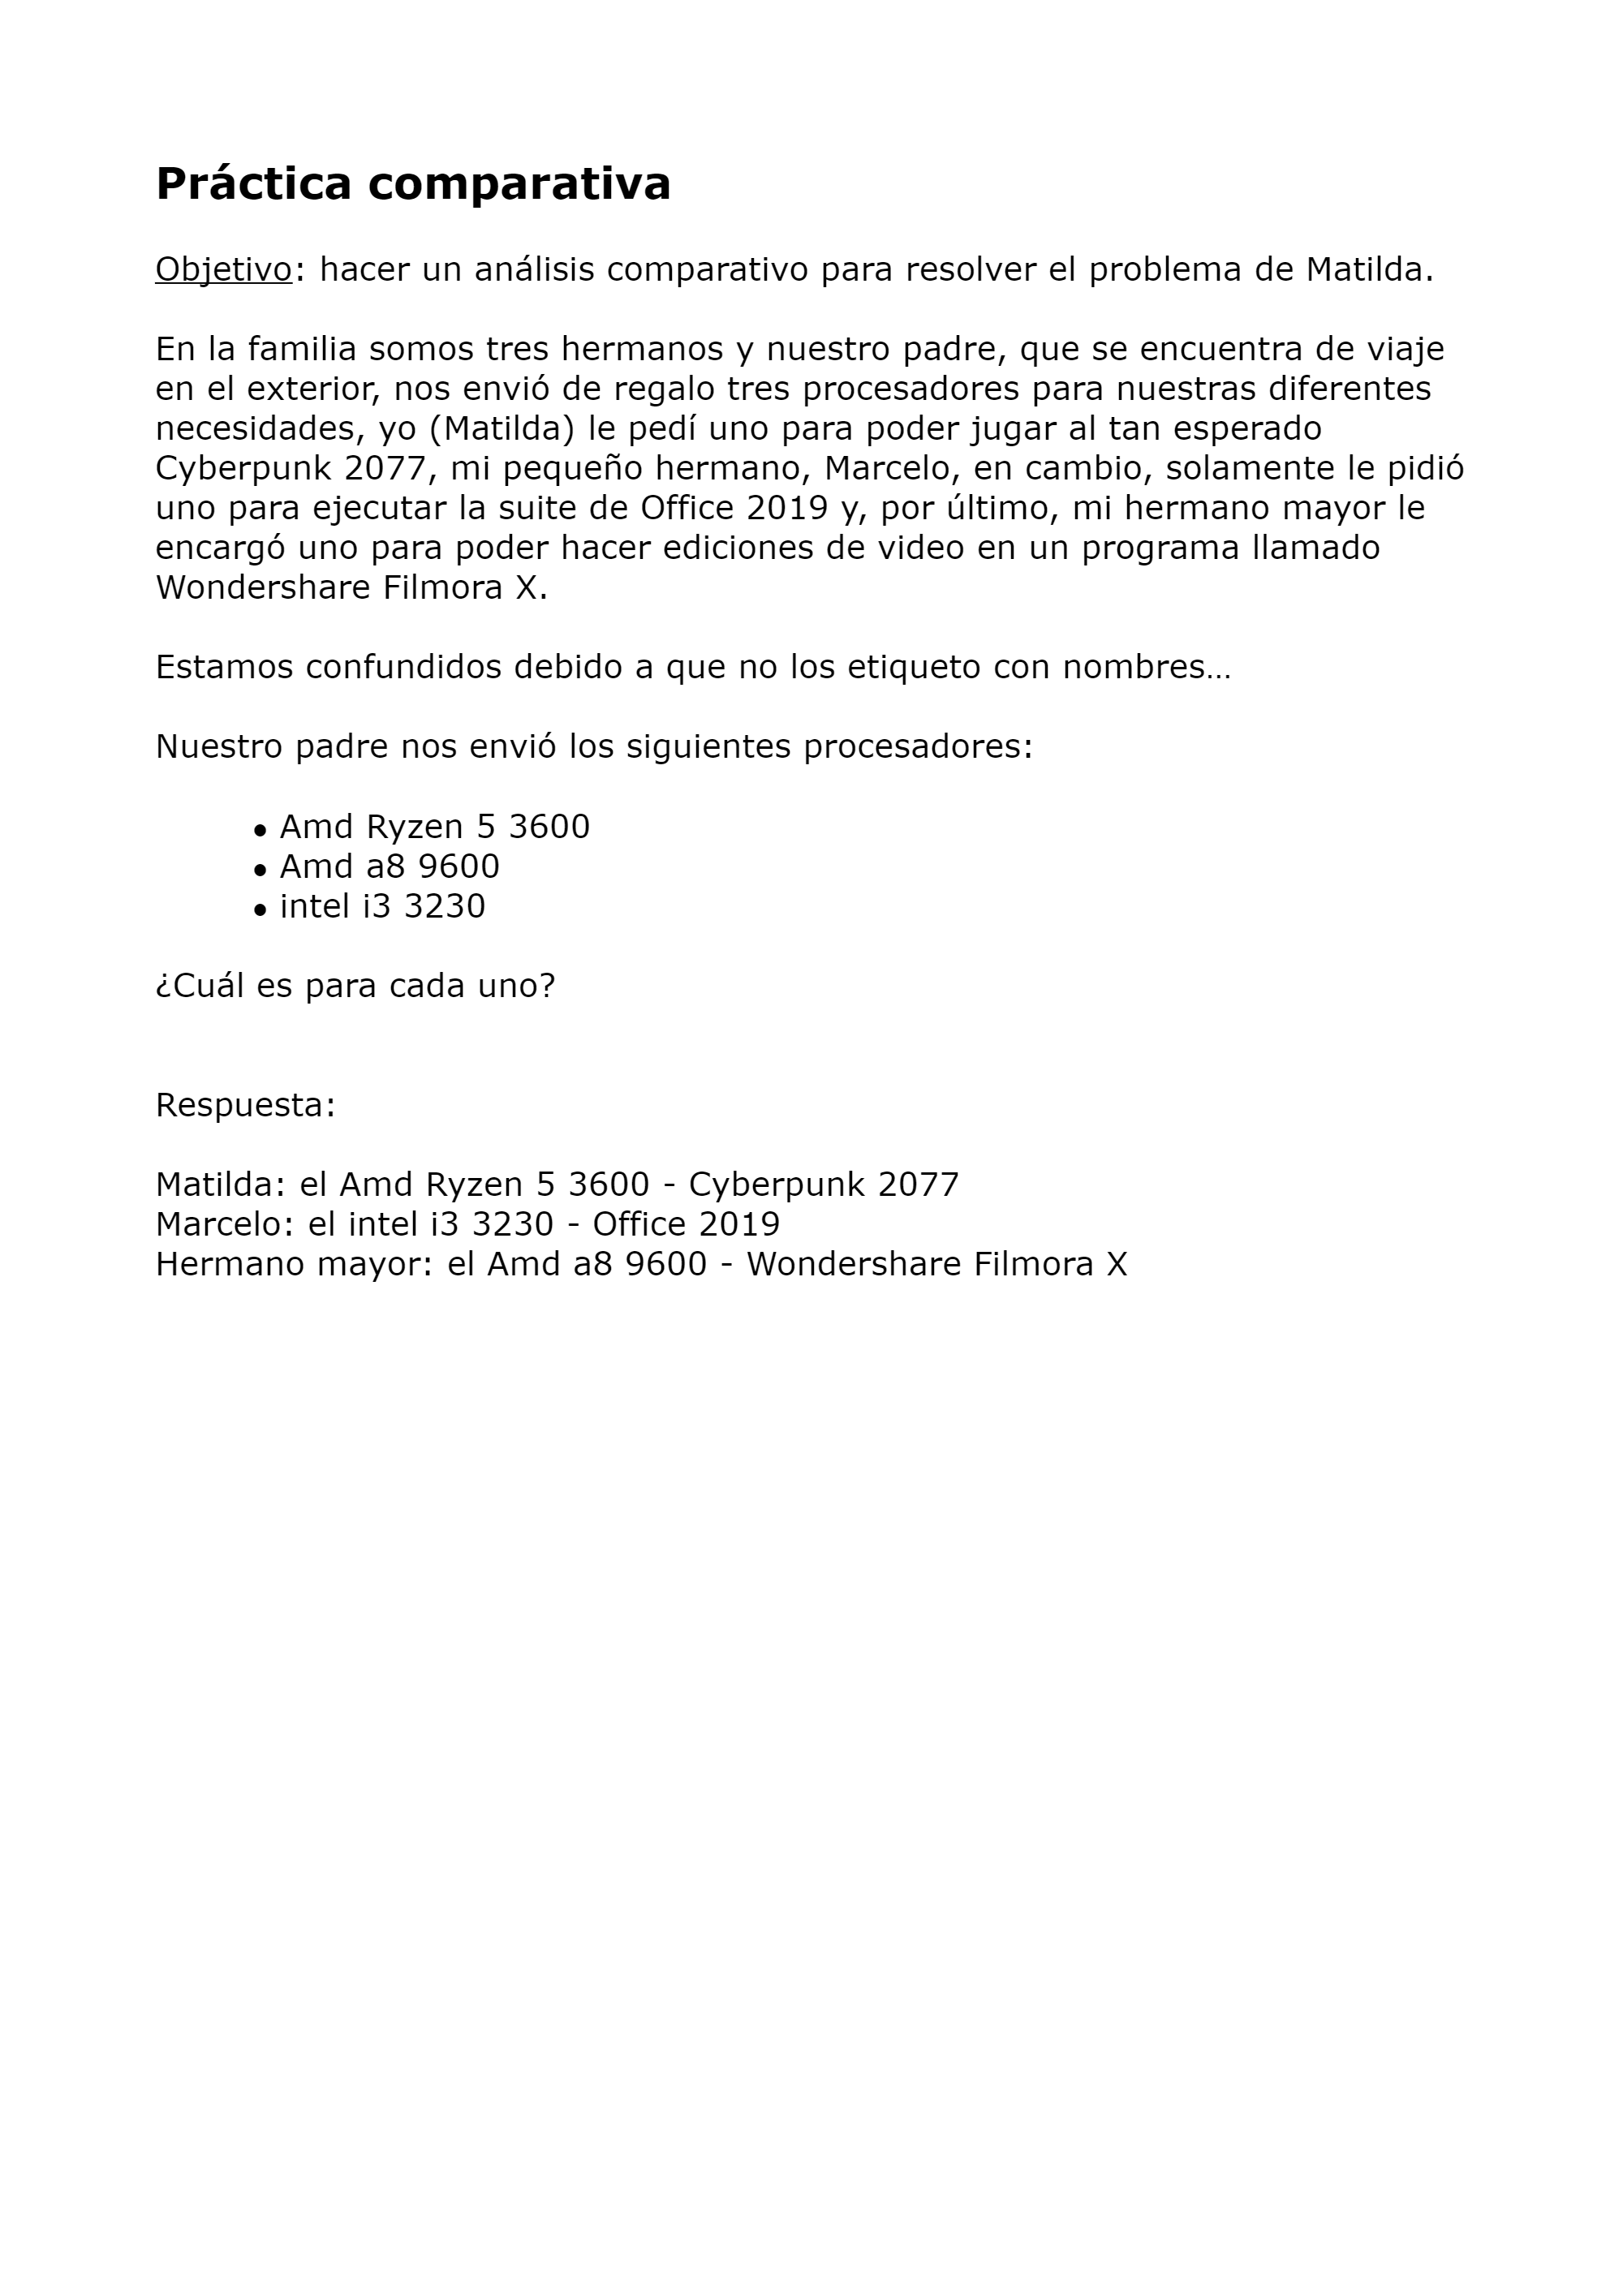 Práctica comparativa
Objetivo: hacer un análisis comparativo para resolver el problema de Matilda.
En la familia somos tres hermanos y nuestro padre, que se encuentra de viaje
en el exterior, nos envió de regalo tres procesadores para nuestras diferentes
necesidades, yo (Matilda) le pedí uno para poder jugar al tan esperado
Cyberpunk 2077, mi pequeño hermano, Marcelo, en cambio, solamente le pidió
uno para ejecutar la suite de Office 2019 y, por último, mi hermano mayor le
encargó uno para poder hacer ediciones de video en un programa llamado
Wondershare Filmora X.
Estamos confundidos debido a que no los etiqueto con nombres…
Nuestro padre nos envió los siguientes procesadores:
● Amd Ryzen 5 3600
● Amd a8 9600
● intel i3 3230
¿Cuál es para cada uno?
Respuesta:
Matilda: el Amd Ryzen 5 3600 - Cyberpunk 2077
Marcelo: el intel i3 3230 - Office 2019
Hermano mayor: el Amd a8 9600 - Wondershare Filmora X